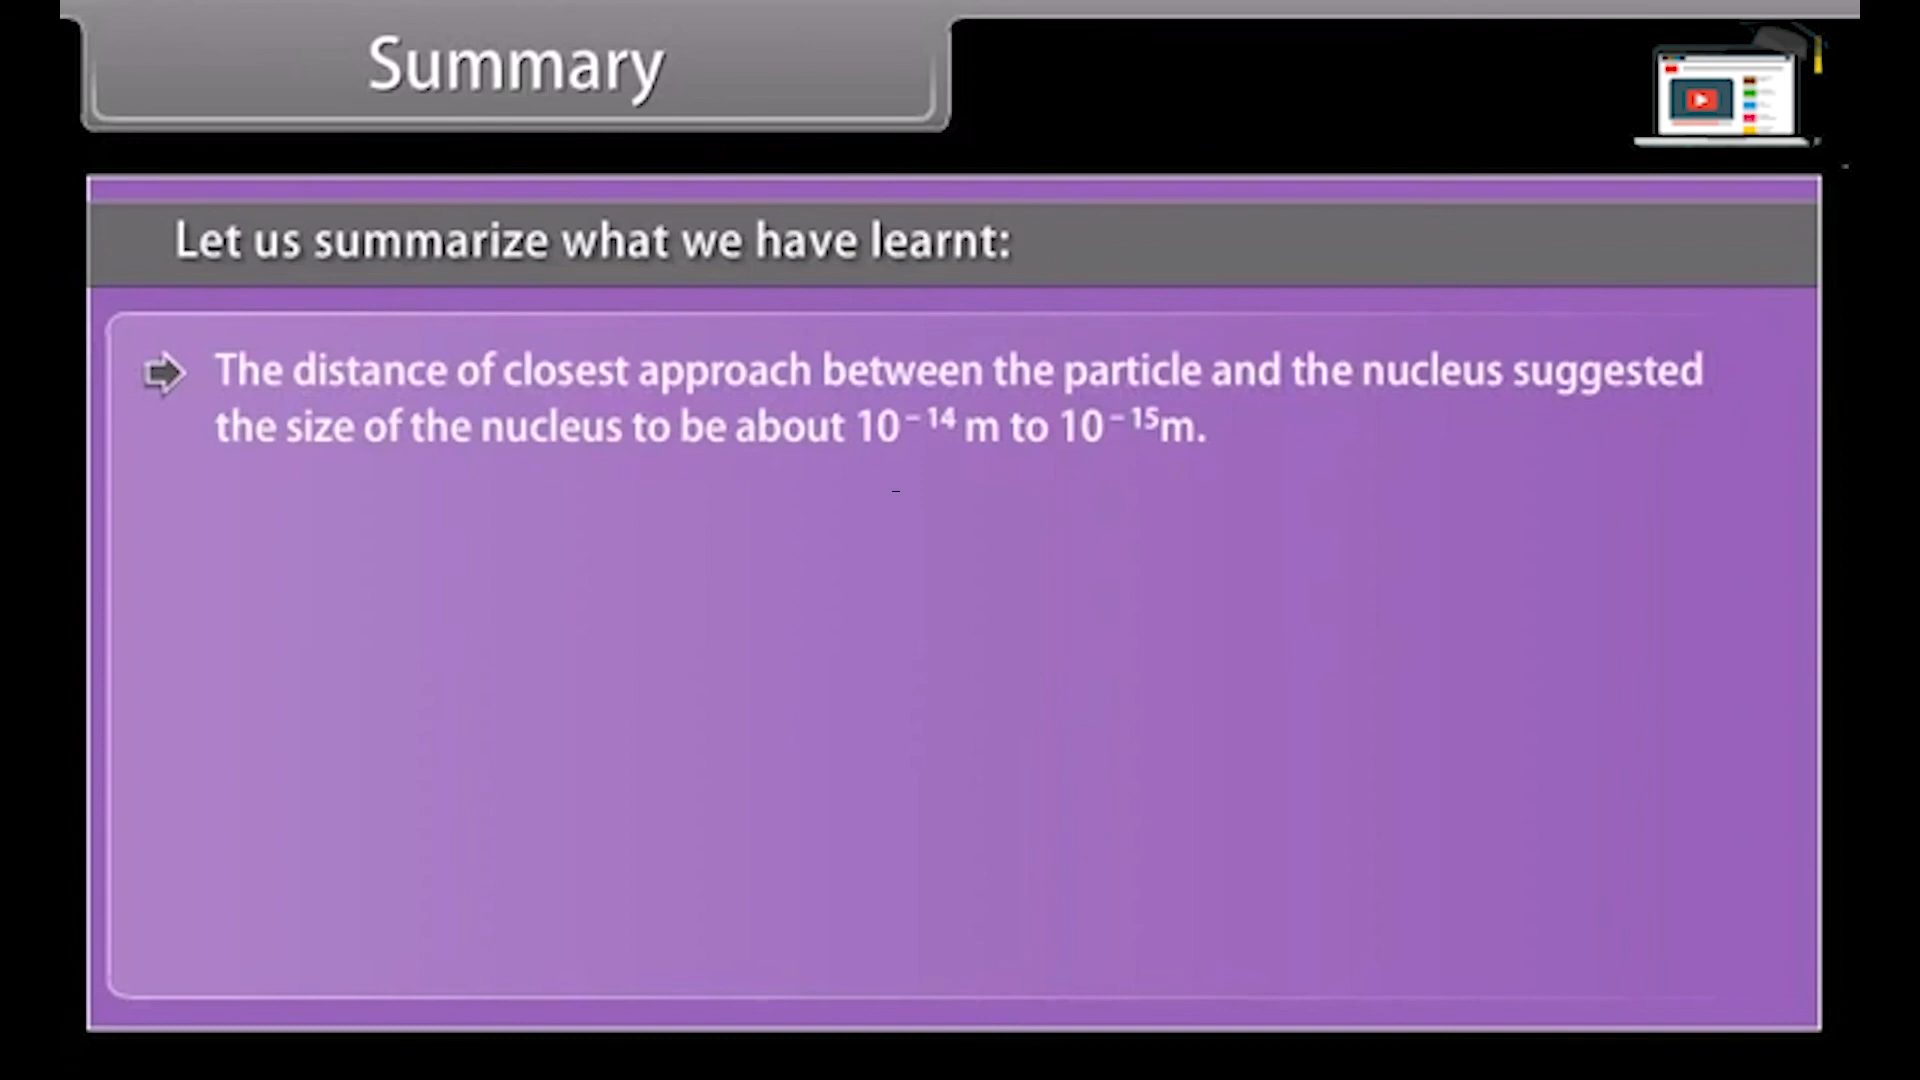 Summary
Let us summarize what we have learnt:
The distance of closest approach between the particle and the nucleus suggested
the size of the nucleus to be about 10⁻¹⁴ m to 10⁻¹⁵m.